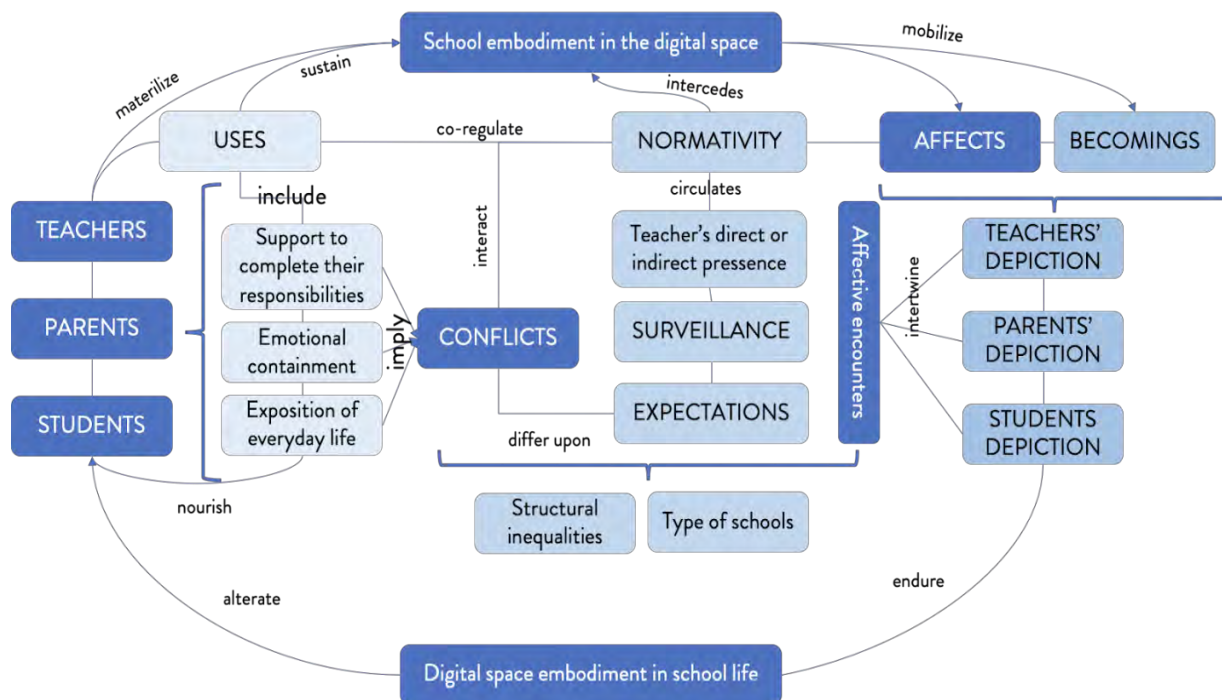 mobilize
School embodiment in the digital space
sustain
materilize
intercedes
USES
co-regulate
NORMATIVITY
AFFECTS
BECOMINGS
include
circulates
TEACHERS
Support to
complete their
responsibilities
interact
Teacher's direct or
indirect pressence
Affective encounters
TEACHERS'
DEPICTION
intertwine
PARENTS
Emotional
containment
imply
CONFLICTS
SURVEILLANCE
PARENTS'
DEPICTION
STUDENTS
Exposition of
everyday life
EXPECTATIONS
STUDENTS
DEPICTION
differ upon
nourish
Structural
inequalities
Type of schools
alterate
endure
Digital space embodiment in school life